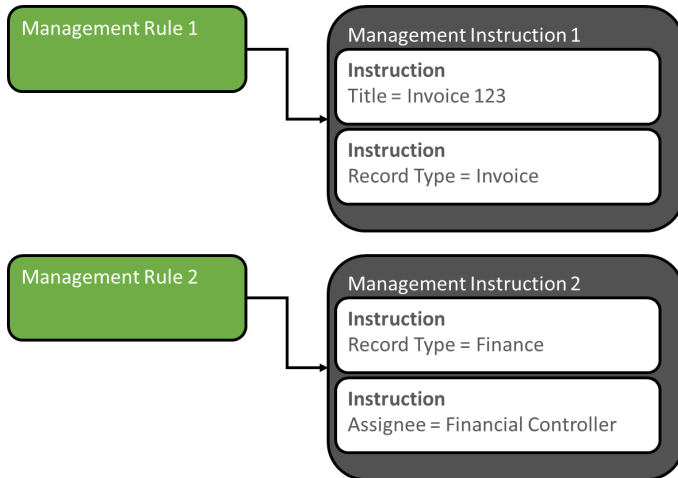 Management Rule 1
Management Instruction 1
Instruction
Title = Invoice 123
Instruction
Record Type = Invoice
Management Rule 2
Management Instruction 2
Instruction
Record Type = Finance
Instruction
Assignee = Financial Controller